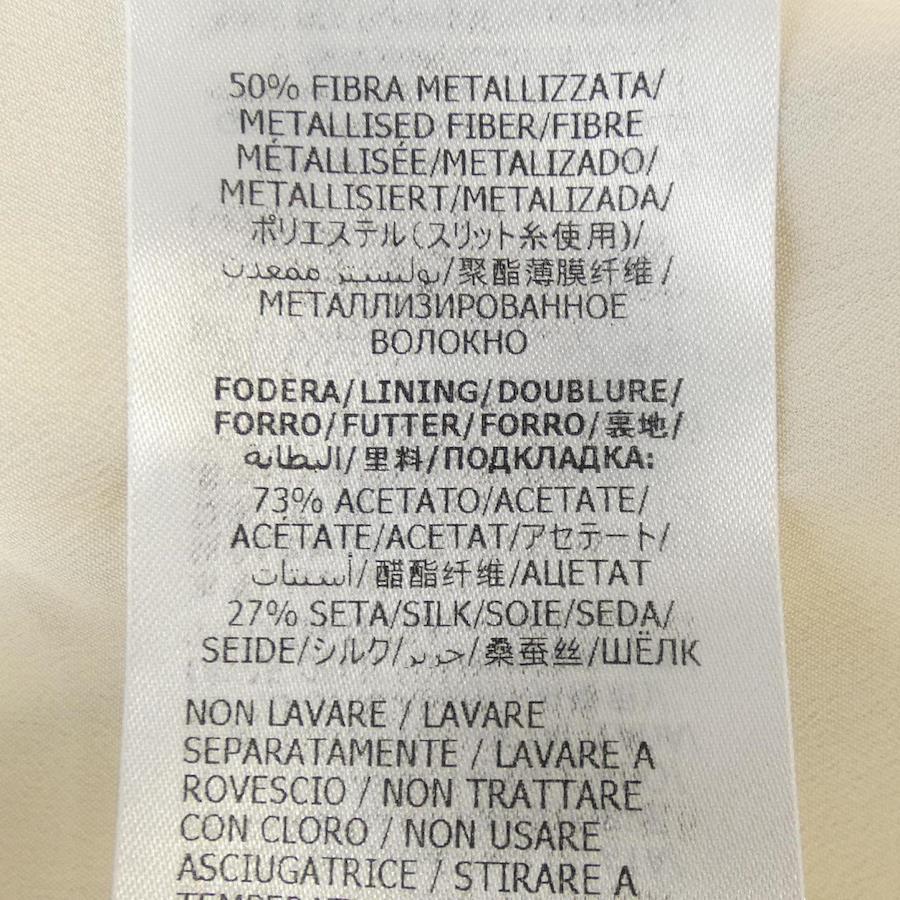 50% FIBRA METALLIZZATA/
METALLISED FIBER/FIBRE
MÉTALLISÉE/METALIZADO/
METALLISIERT/METALIZADA/
ポリエステル(スリット糸使用)/
بوليستر ممعدن/聚酯薄膜纤维/
МЕТАЛЛИЗИРОВАННОЕ
ВОЛОКНО
FODERA/LINING/DOUBLURE/
FORRO/FUTTER/FORRO/裏地/
البطانة/里料/ПОДКЛАДКА:
73% ACETATO/ACETATE/
ACÉTATE/ACETAT/アセテート/
أسيتات/醋酯纤维/АЦЕТАТ
27% SETA/SILK/SOIE/SEDA/
SEIDE/シルク/حرير/桑蚕丝/ШЁЛК
NON LAVARE / LAVARE
SEPARATAMENTE / LAVARE A
ROVESCIO / NON TRATTARE
CON CLORO / NON USARE
ASCIUGATRICE / STIRARE A